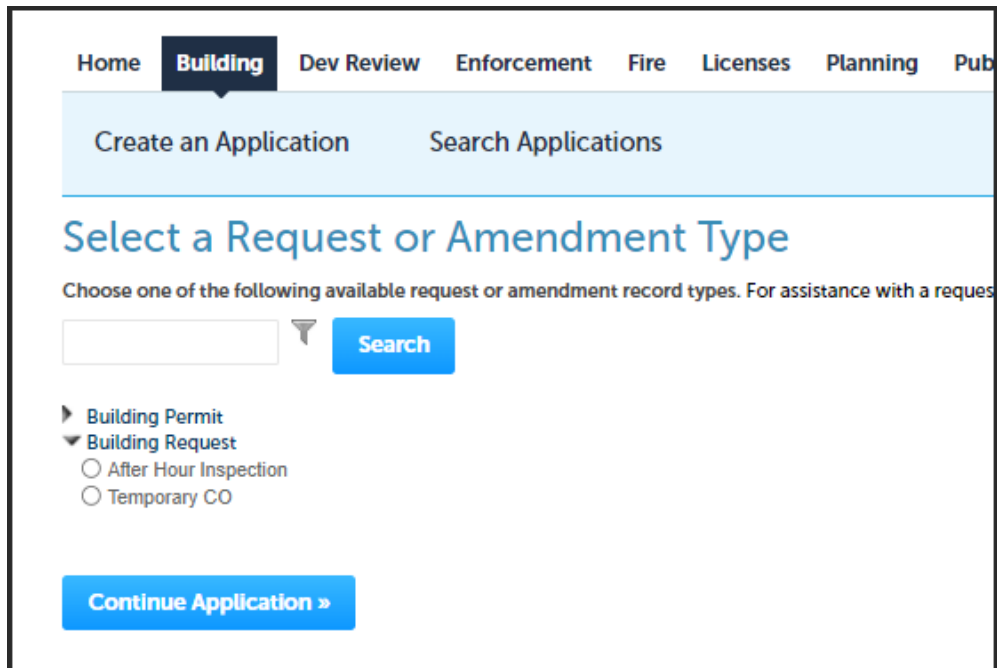 Home Building Dev Review Enforcement Fire Licenses Planning Pub
Create an Application Search Applications
Select a Request or Amendment Type
Choose one of the following available request or amendment record types. For assistance with a reques
Search
Building Permit
Building Request
After Hour Inspection
Temporary CO
Continue Application »